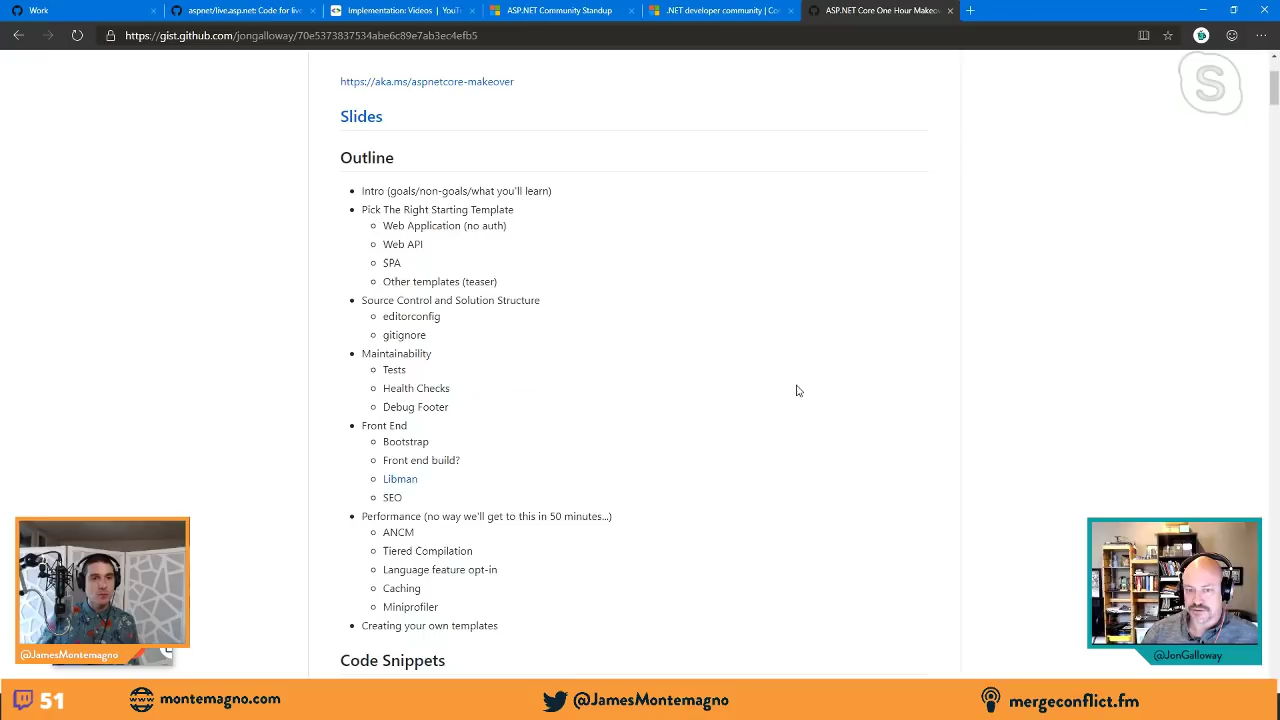 Work
aspnet/live.asp.net: Code for live
Implementation: Videos | YouTu
ASP.NET Community Standup
.NET developer community | Co
ASP.NET Core One Hour Makeov
https://gist.github.com/jongalloway/70e5373837534abe6c89e7ab3ec4efb5
https://aka.ms/aspnetcore-makeover
Slides
Outline
Intro (goals/non-goals/what you'll learn)
Pick The Right Starting Template
Web Application (no auth)
Web API
SPA
Other templates (teaser)
Source Control and Solution Structure
editorconfig
gitignore
Maintainability
Tests
Health Checks
Debug Footer
Front End
Bootstrap
Front end build?
Libman
SEO
Performance (no way we'll get to this in 50 minutes...)
ANCM
Tiered Compilation
Language feature opt-in
Caching
Miniprofiler
Creating your own templates
Code Snippets
@JamesMontemagno
@JonGalloway
51
montemagno.com
@JamesMontemagno
mergeconflict.fm